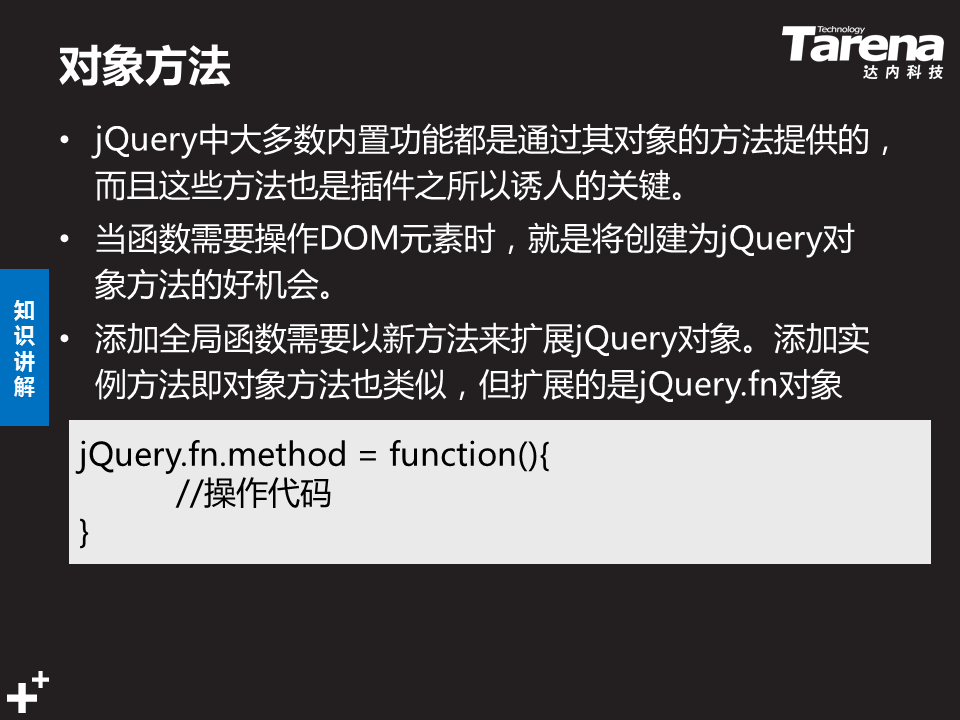 对象方法
Technology
Tarena
达内科技
• jQuery中大多数内置功能都是通过其对象的方法提供的，
而且这些方法也是插件之所以诱人的关键。
• 当函数需要操作DOM元素时，就是将创建为jQuery对
象方法的好机会。
• 添加全局函数需要以新方法来扩展jQuery对象。添加实
例方法即对象方法也类似，但扩展的是jQuery.fn对象
知
识
讲
解
jQuery.fn.method = function(){
//操作代码
}